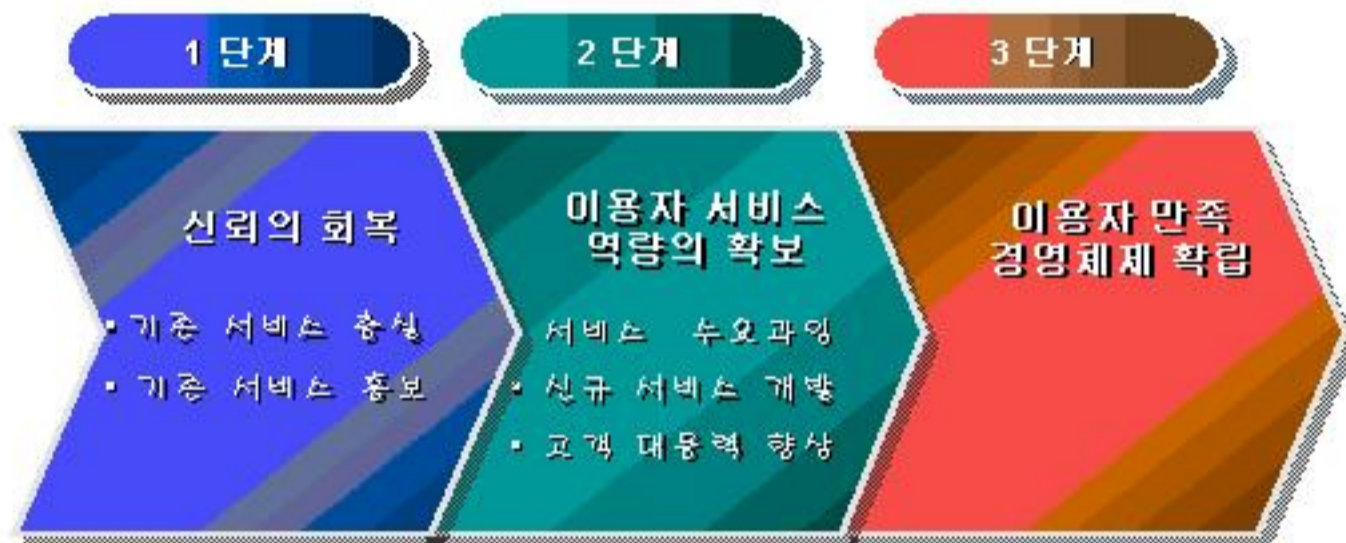 1 단계
2 단계
3 단계
신뢰의 회복
▪ 기존 서비스 충실
▪ 기존 서비스 홍보
이용자 서비스
역량의 확보
서비스 수요과잉
▪ 신규 서비스 개발
▪ 고객 대응력 향상
이용자 만족
경영체제 확립